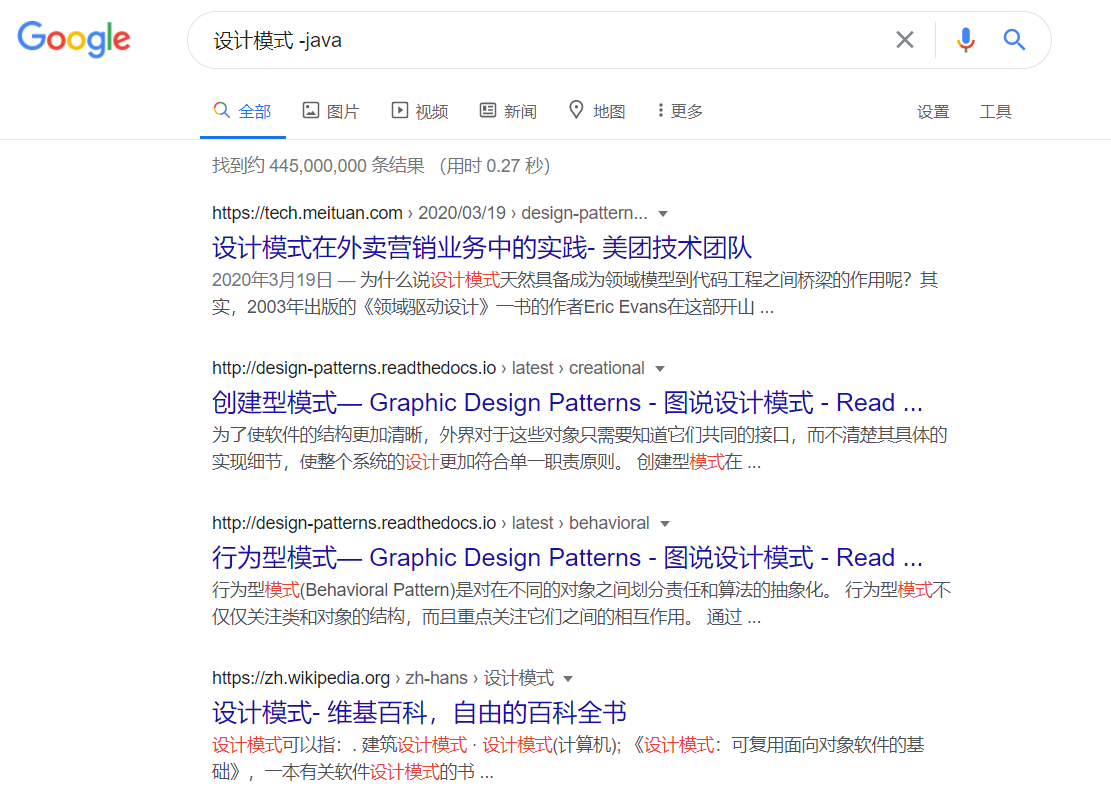 Google
设计模式 -java
全部 图片 视频 新闻 地图 更多 设置 工具
找到约 445,000,000 条结果 （用时 0.27 秒）
https://tech.meituan.com › 2020/03/19 › design-pattern...
设计模式在外卖营销业务中的实践- 美团技术团队
2020年3月19日 — 为什么说设计模式天然具备成为领域模型到代码工程之间桥梁的作用呢？其
实，2003年出版的《领域驱动设计》一书的作者Eric Evans在这部开山 ...
http://design-patterns.readthedocs.io › latest › creational
创建型模式— Graphic Design Patterns - 图说设计模式 - Read ...
为了使软件的结构更加清晰，外界对于这些对象只需要知道它们共同的接口，而不清楚其具体的
实现细节，使整个系统的设计更加符合单一职责原则。 创建型模式在 ...
http://design-patterns.readthedocs.io › latest › behavioral
行为型模式— Graphic Design Patterns - 图说设计模式 - Read ...
行为型模式(Behavioral Pattern)是对在不同的对象之间划分责任和算法的抽象化。 行为型模式不
仅仅关注类和对象的结构，而且重点关注它们之间的相互作用。 通过 ...
https://zh.wikipedia.org › zh-hans › 设计模式
设计模式- 维基百科，自由的百科全书
设计模式可以指：. 建筑设计模式 · 设计模式(计算机); 《设计模式：可复用面向对象软件的基
础》，一本有关软件设计模式的书 ...